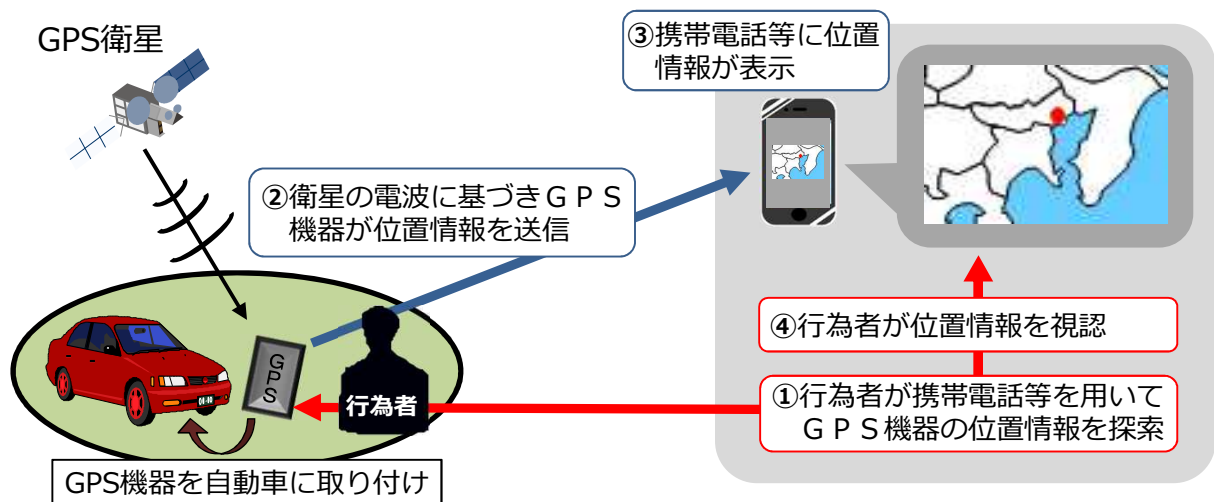 GPS衛星
③携帯電話等に位置
情報が表示
②衛星の電波に基づきＧＰＳ
機器が位置情報を送信
④行為者が位置情報を視認
①行為者が携帯電話等を用いて
ＧＰＳ機器の位置情報を探索
GPS
行為者
GPS機器を自動車に取り付け